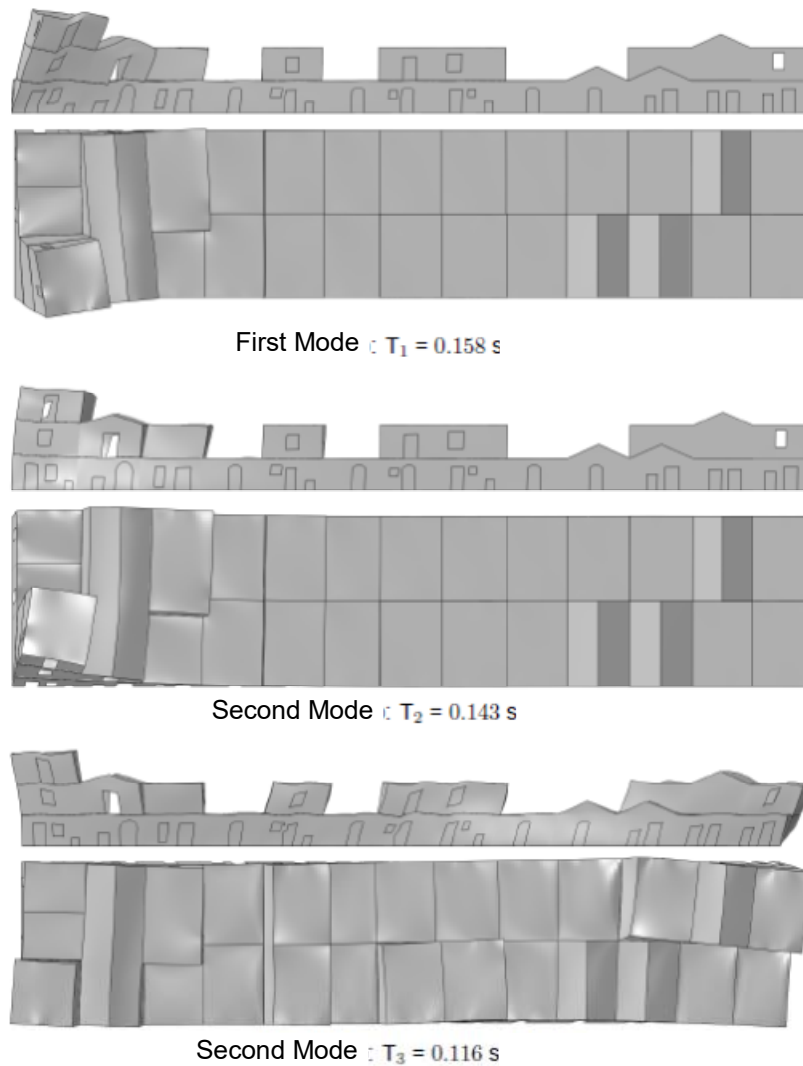 First Mode : T₁ = 0.158 s
Second Mode : T₂ = 0.143 s
Second Mode : T₃ = 0.116 s